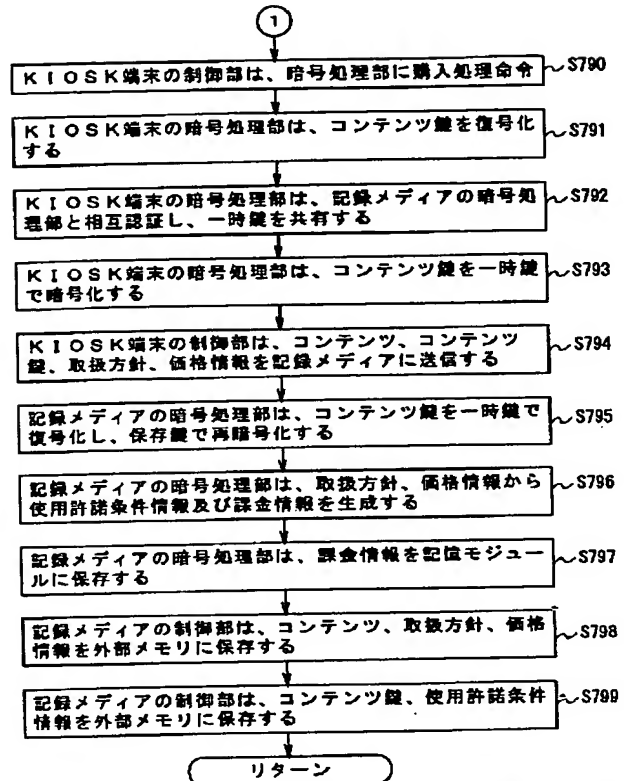 1
KIOSK端末の制御部は、暗号処理部に購入処理命令 ～S790
KIOSK端末の暗号処理部は、コンテンツ鍵を復号化 ～S791
する
KIOSK端末の暗号処理部は、記録メディアの暗号処 ～S792
理部と相互認証し、一時鍵を共有する
KIOSK端末の暗号処理部は、コンテンツ鍵を一時鍵 ～S793
で暗号化する
KIOSK端末の制御部は、コンテンツ、コンテンツ ～S794
鍵、取扱方針、価格情報を記録メディアに送信する
記録メディアの暗号処理部は、コンテンツ鍵を一時鍵で ～S795
復号化し、保存鍵で再暗号化する
記録メディアの暗号処理部は、取扱方針、価格情報から ～S796
使用許諾条件情報及び課金情報を生成する
記録メディアの暗号処理部は、課金情報を記憶モジュー ～S797
ルに保存する
記録メディアの制御部は、コンテンツ、取扱方針、価格 ～S798
情報を外部メモリに保存する
記録メディアの制御部は、コンテンツ鍵、使用許諾条件 ～S799
情報を外部メモリに保存する
リターン